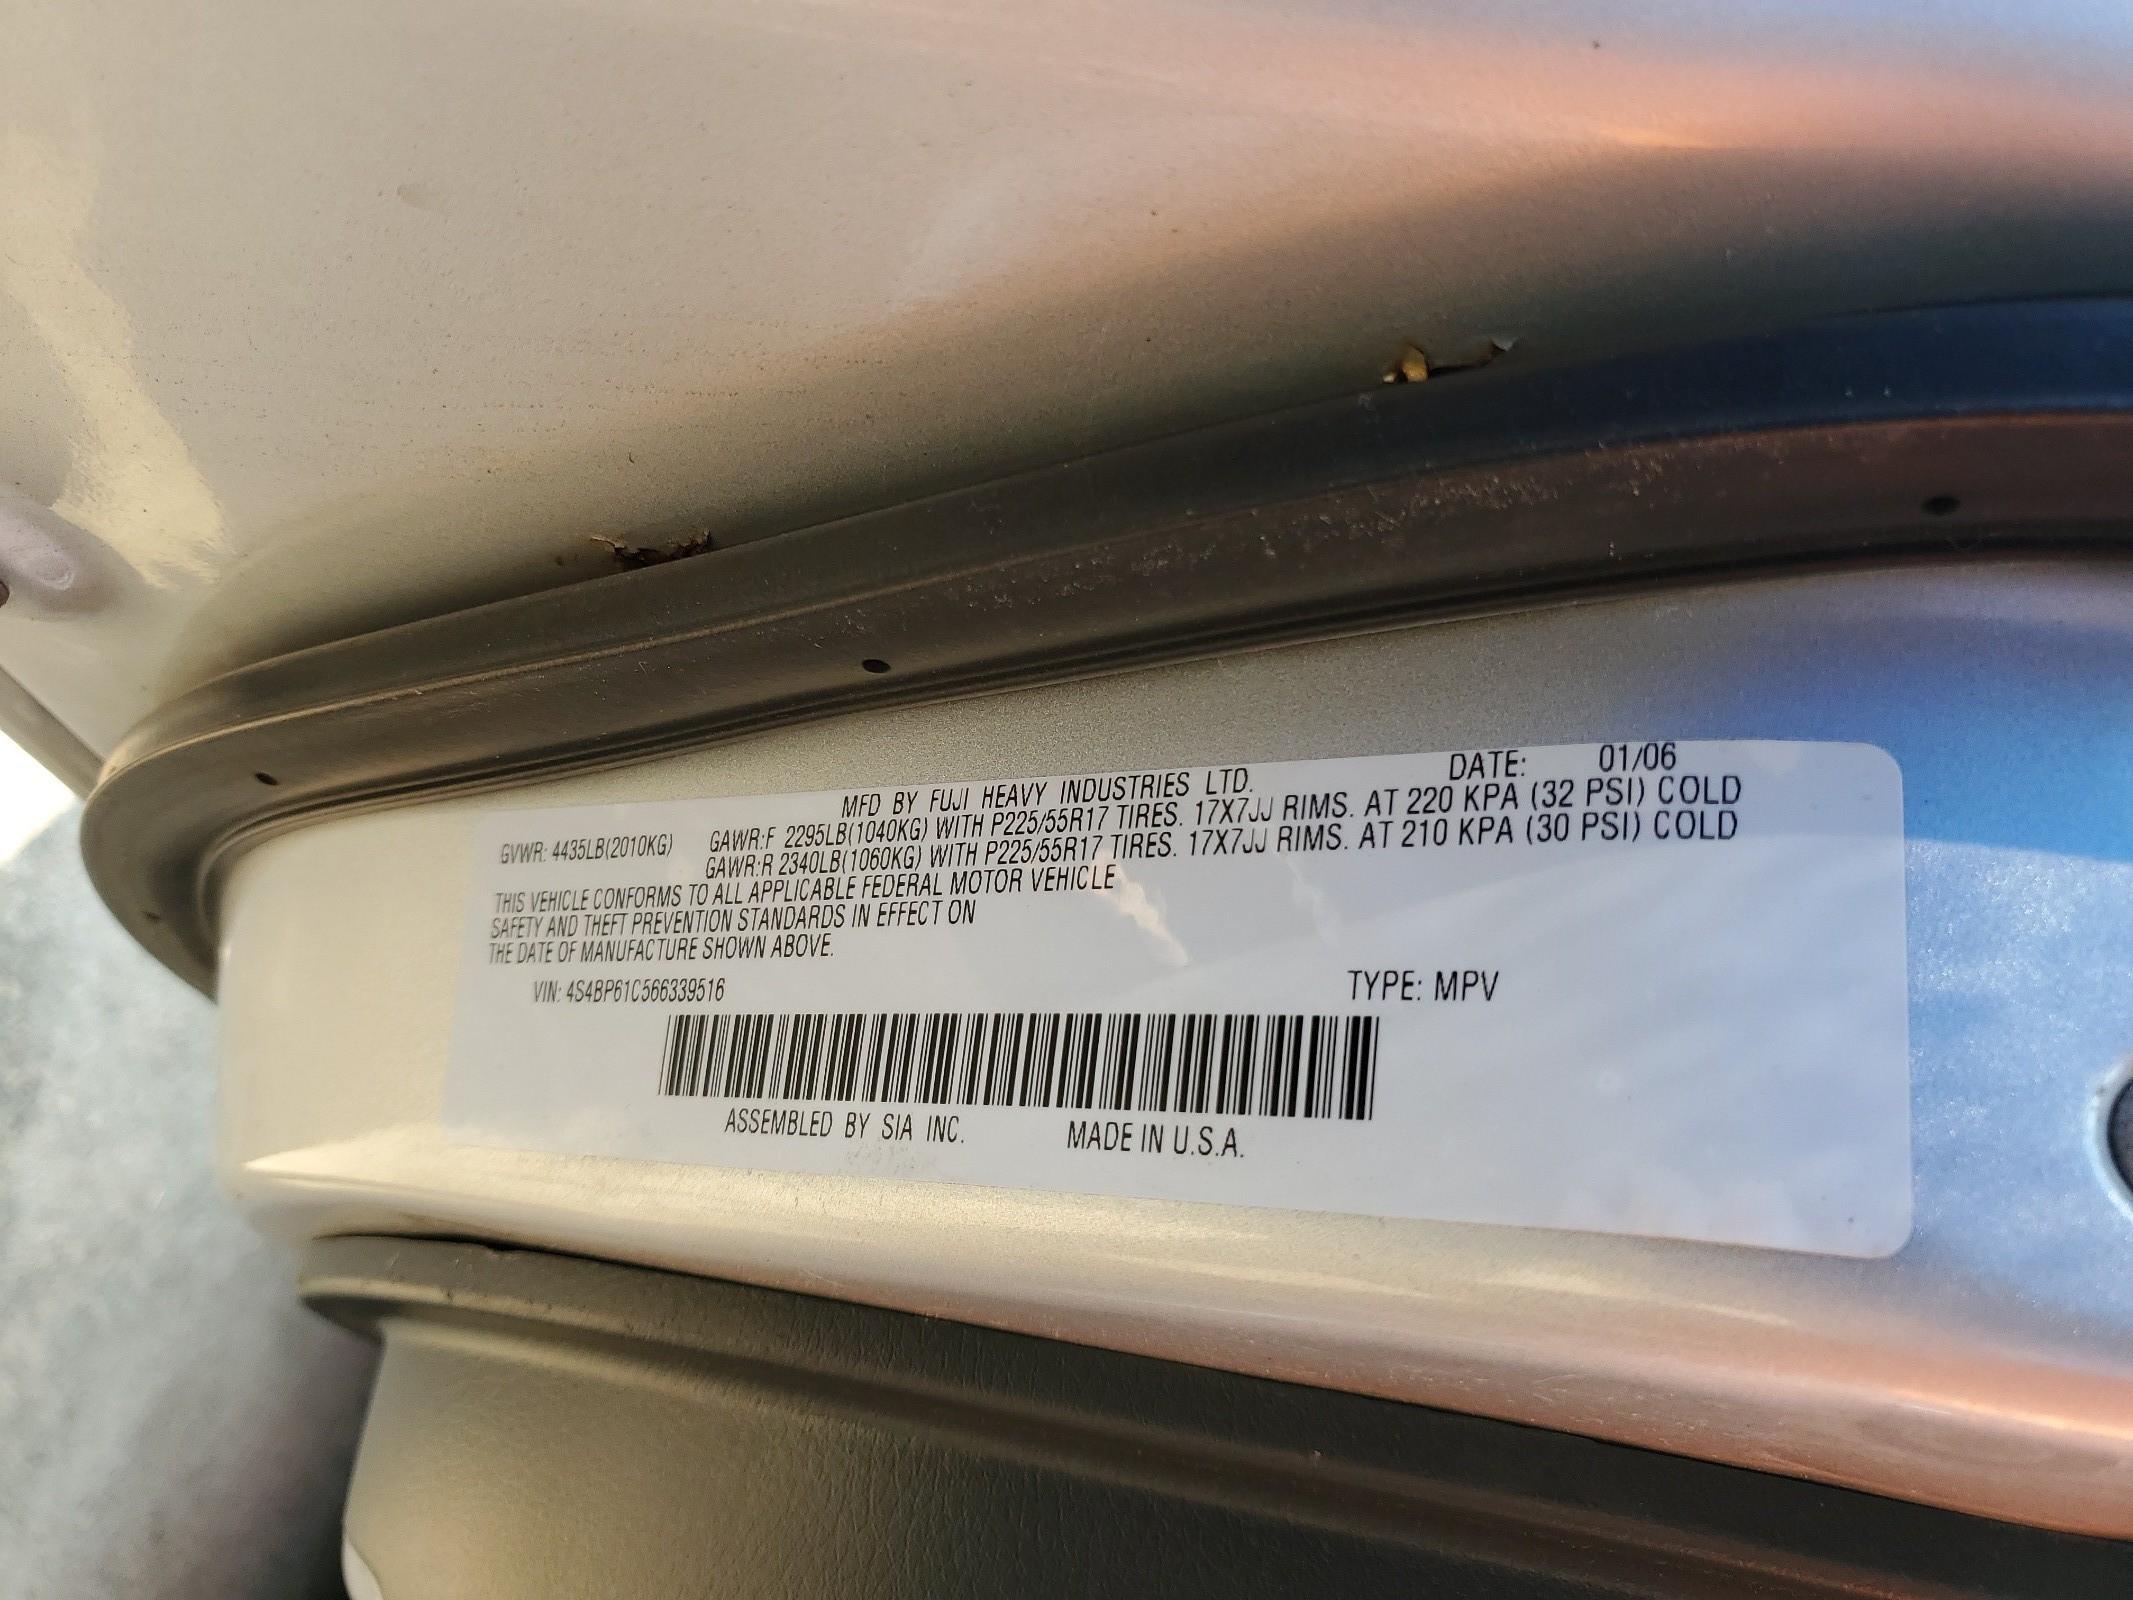 MFD BY FUJI HEAVY INDUSTRIES LTD. DATE: 01/06
GVWR: 4435LB(2010KG) GAWR:F 2295LB(1040KG) WITH P225/55R17 TIRES. 17X7JJ RIMS. AT 220 KPA (32 PSI) COLD
GAWR:R 2340LB(1060KG) WITH P225/55R17 TIRES. 17X7JJ RIMS. AT 210 KPA (30 PSI) COLD
THIS VEHICLE CONFORMS TO ALL APPLICABLE FEDERAL MOTOR VEHICLE
SAFETY AND THEFT PREVENTION STANDARDS IN EFFECT ON
THE DATE OF MANUFACTURE SHOWN ABOVE.
VIN: 4S4BP61C566339516 TYPE: MPV
ASSEMBLED BY SIA INC. MADE IN U.S.A.